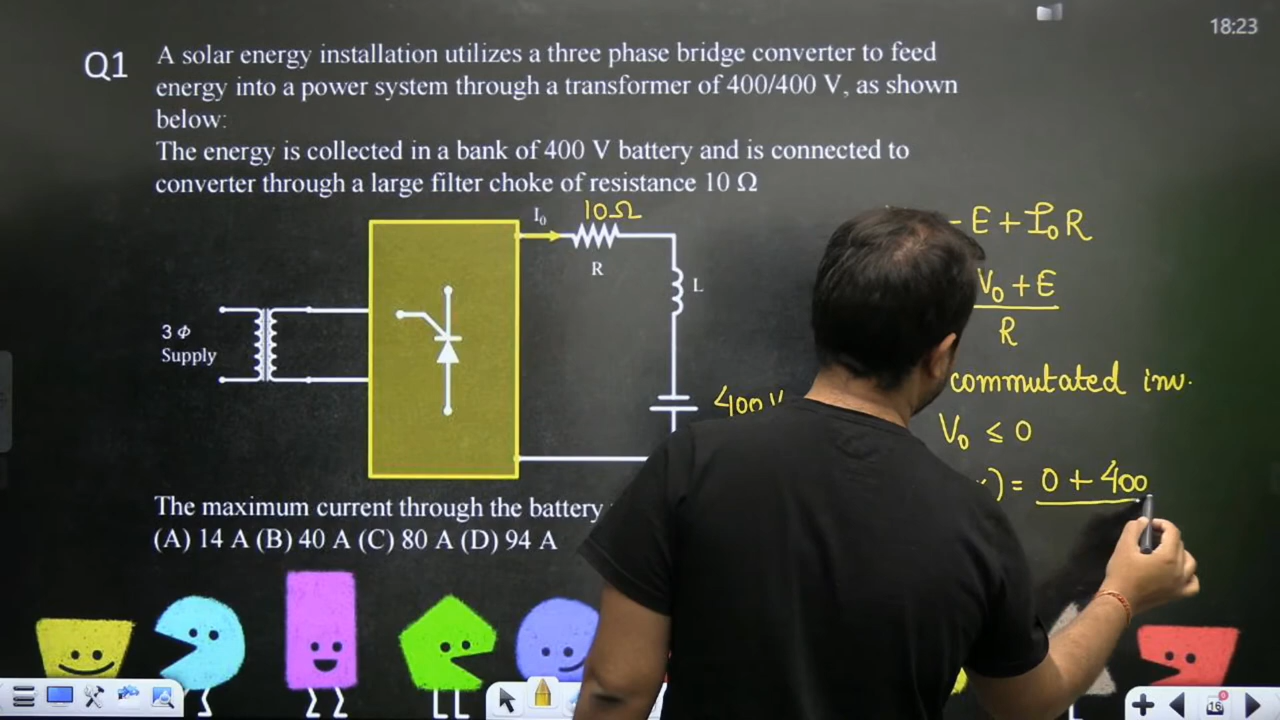 18:23
Q1
A solar energy installation utilizes a three phase bridge converter to feed
energy into a power system through a transformer of 400/400 V, as shown
below:
The energy is collected in a bank of 400 V battery and is connected to
converter through a large filter choke of resistance 10 Ω
I₀
10Ω
R
L
3 Φ
Supply
400
- E + I₀R
V₀ + E
R
commutated inv.
V₀ ≤ 0
) = 0 + 400
The maximum current through the battery
(A) 14 A (B) 40 A (C) 80 A (D) 94 A
16